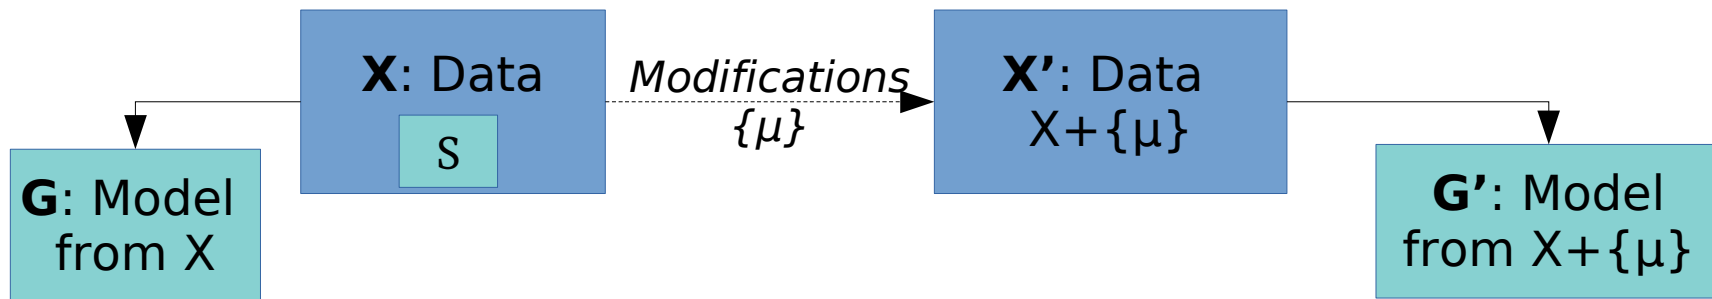 X: Data
S
Modifications
{μ}
X’: Data
X+{μ}
G: Model
from X
G’: Model
from X+{μ}